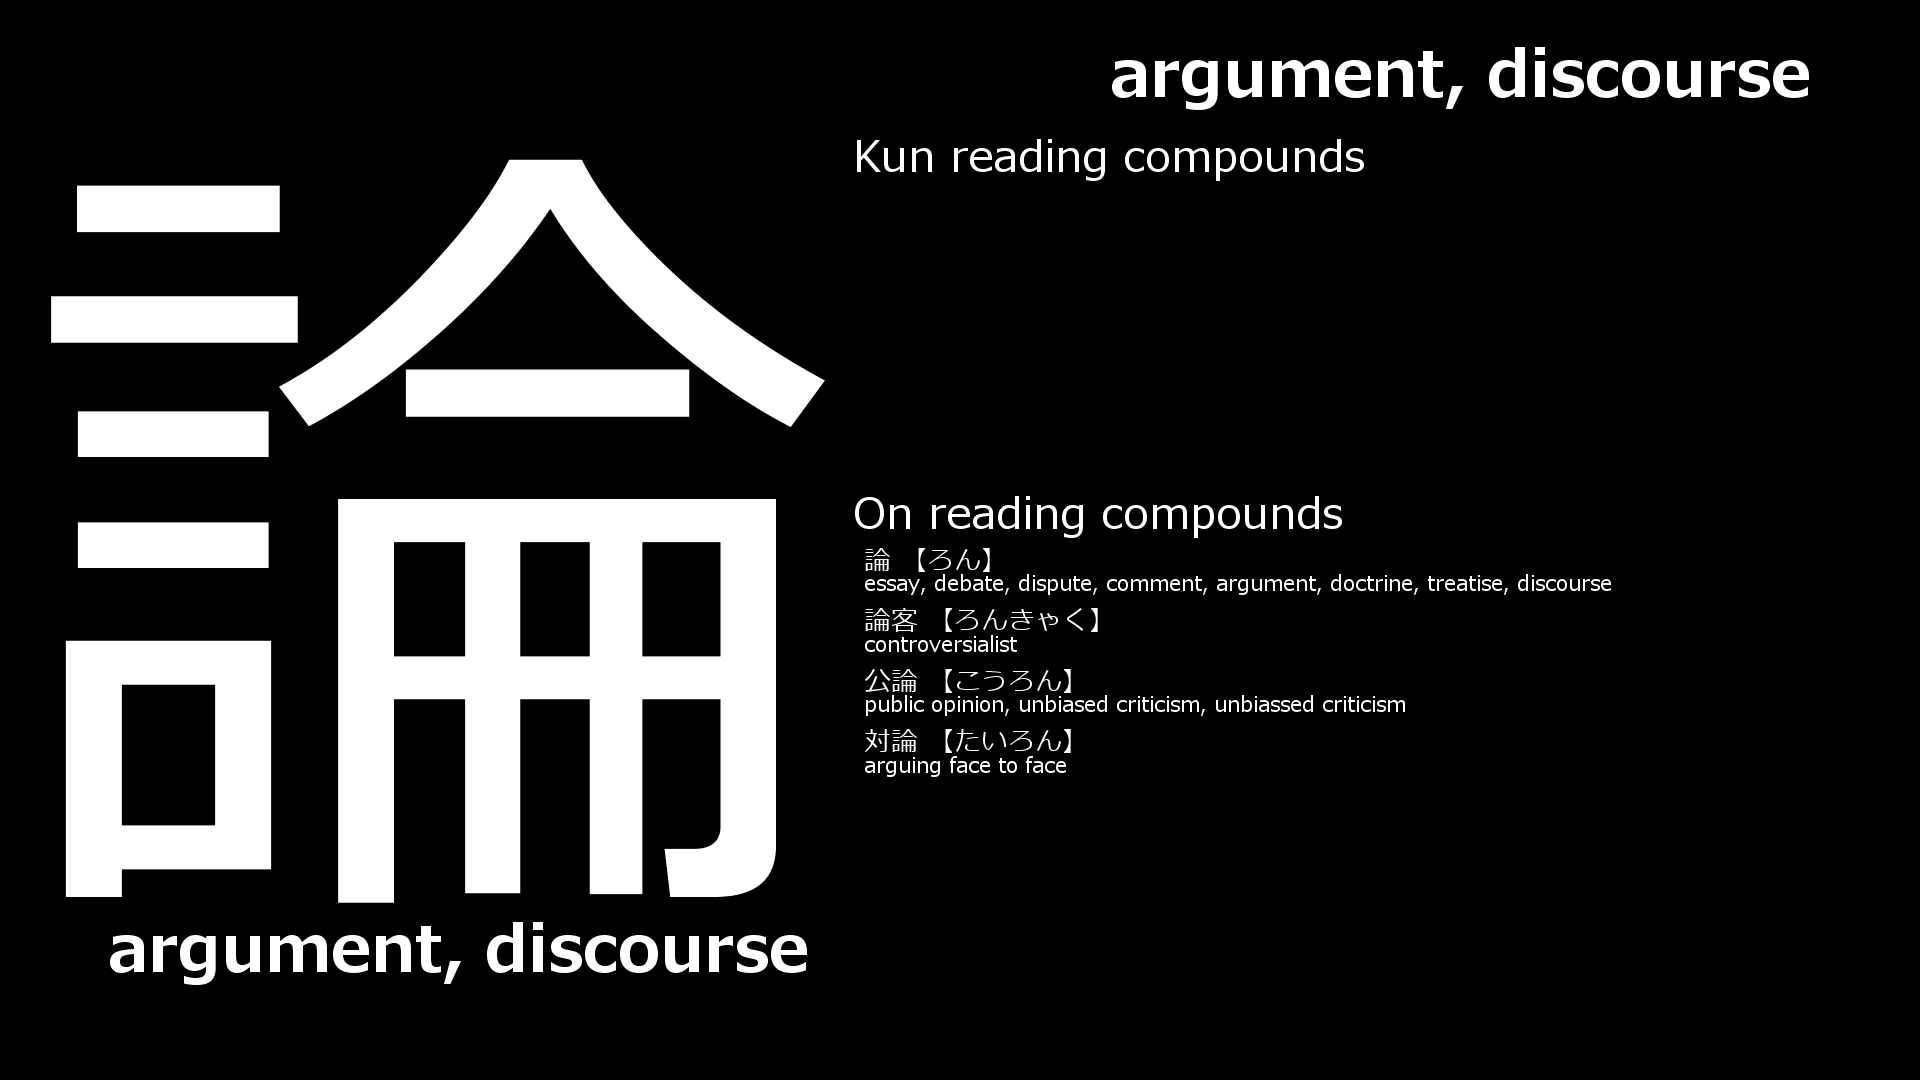 論
argument, discourse
argument, discourse
Kun reading compounds
On reading compounds
論 【ろん】
essay, debate, dispute, comment, argument, doctrine, treatise, discourse
論客 【ろんきゃく】
controversialist
公論 【こうろん】
public opinion, unbiased criticism, unbiassed criticism
対論 【たいろん】
arguing face to face